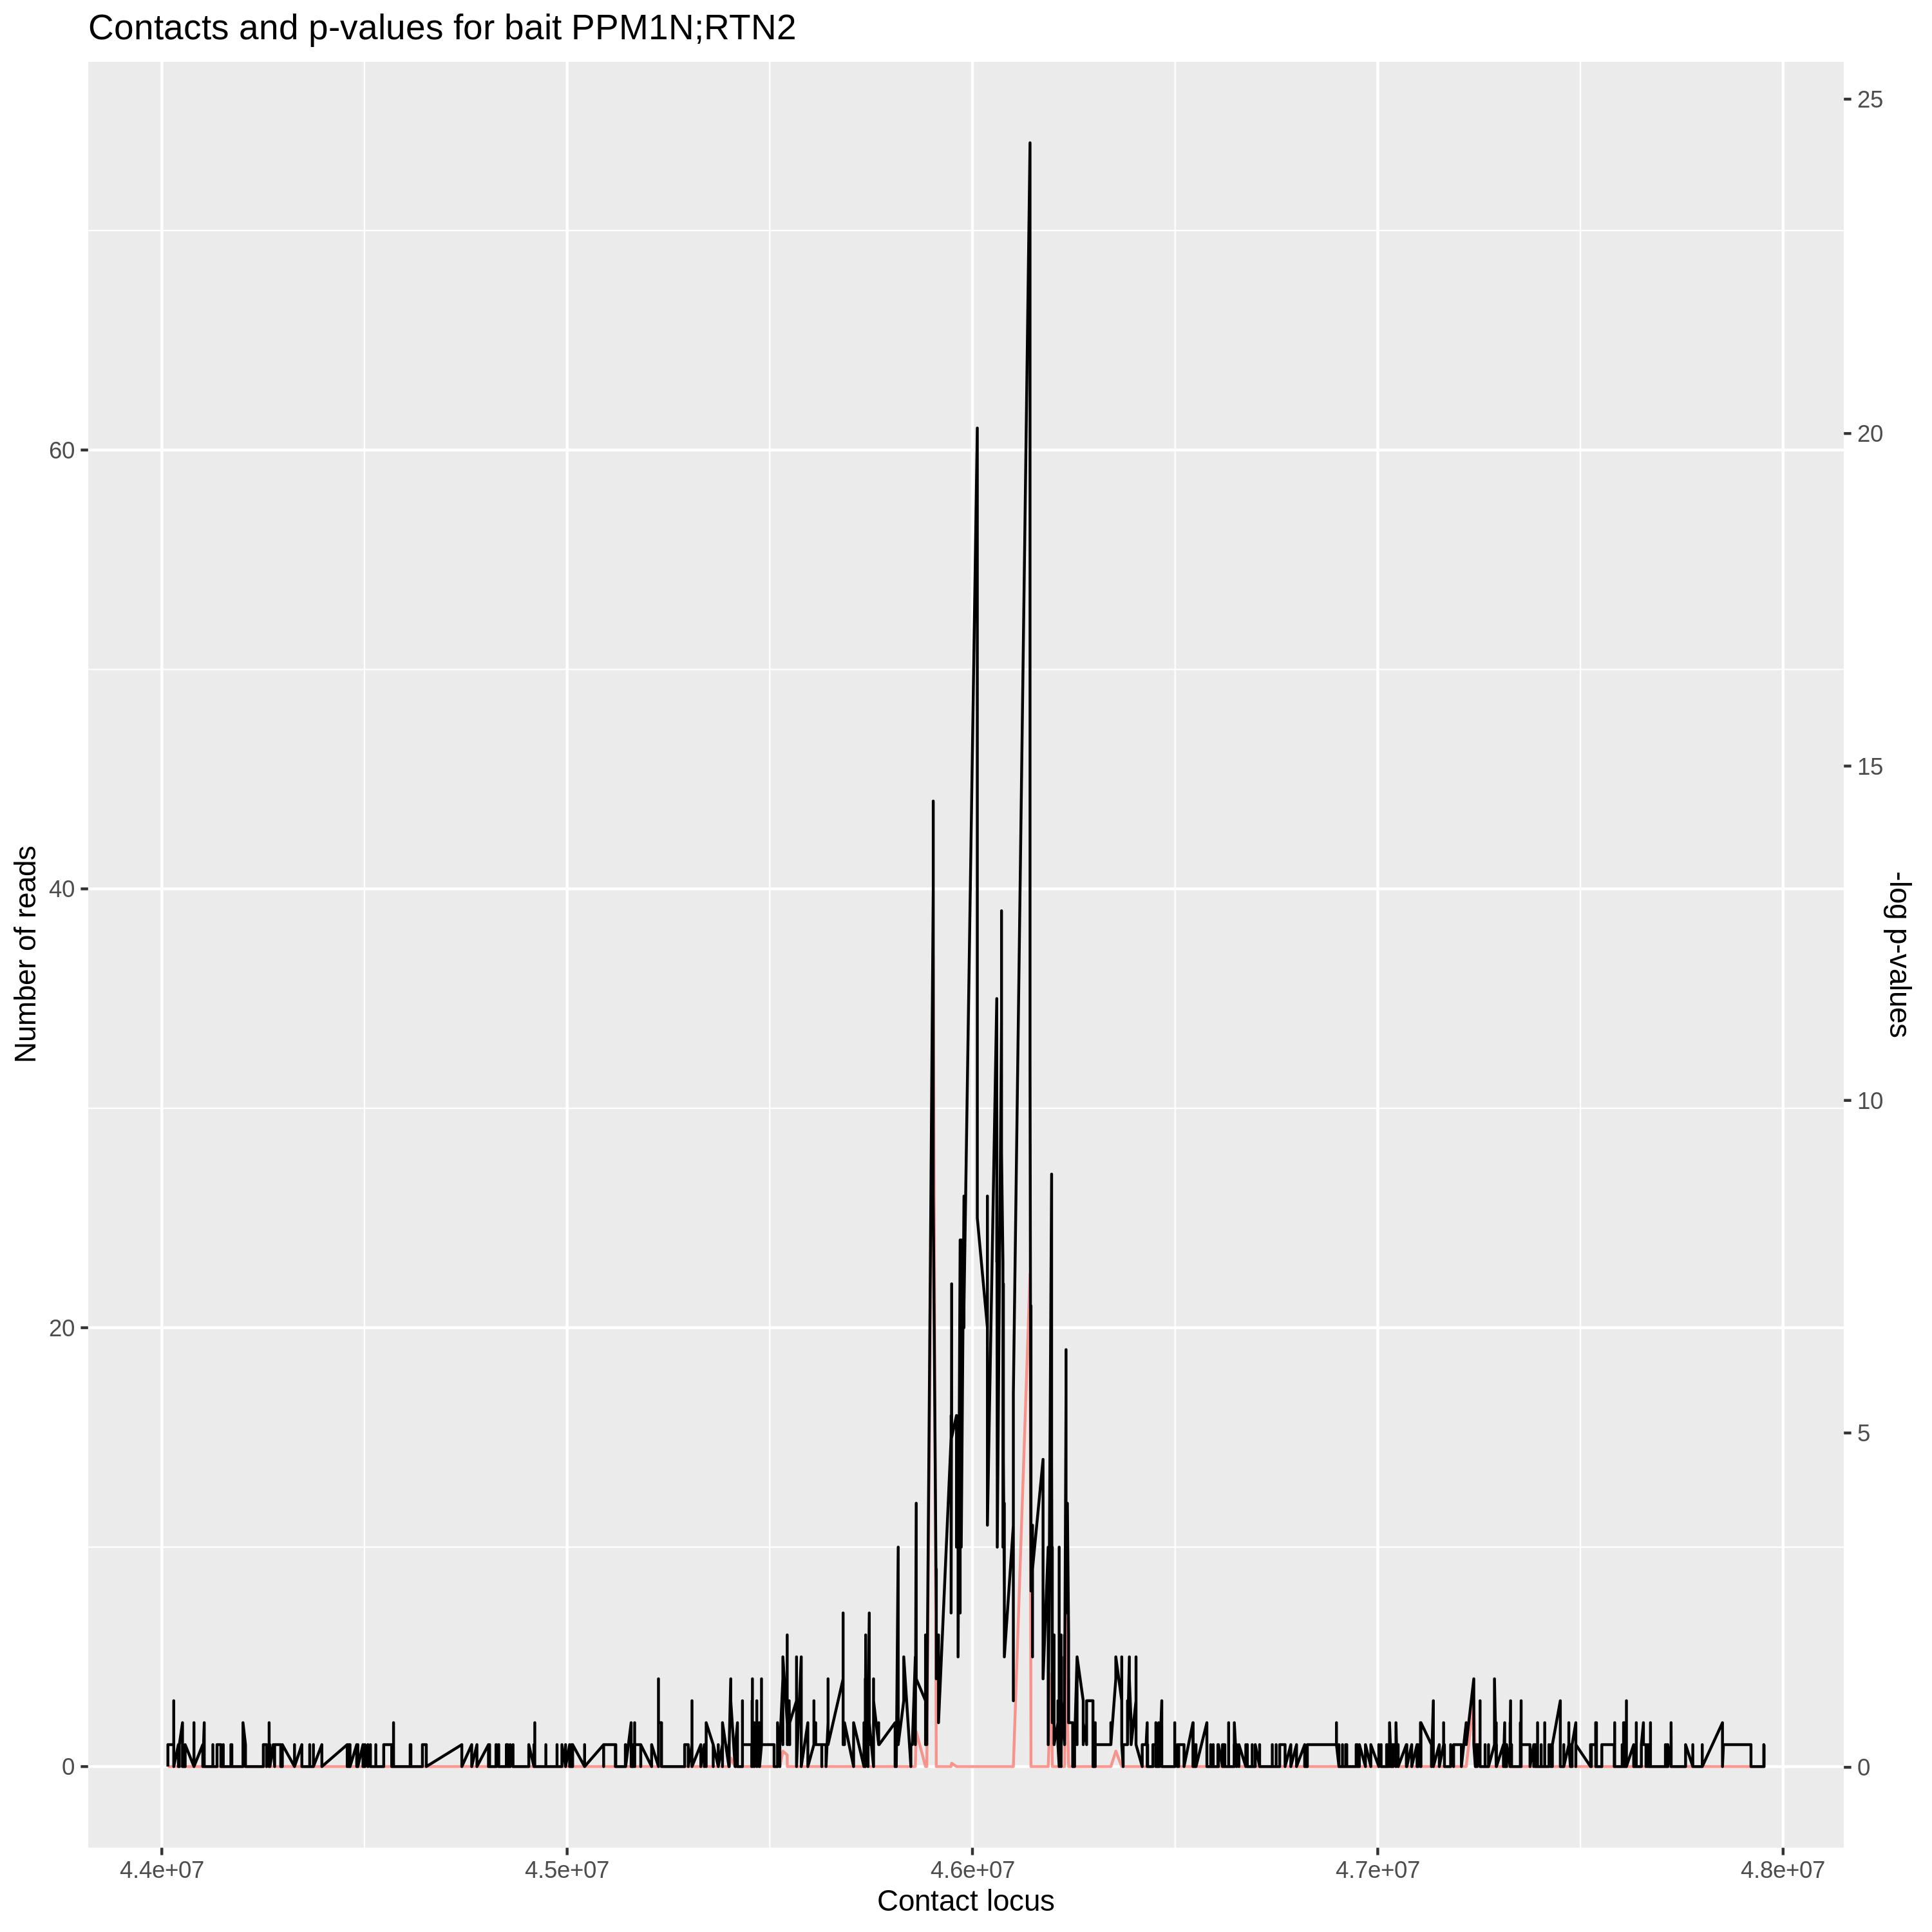 Contacts and p-values for bait PPM1N;RTN2
Number of reads
60
40
20
0
25
20
15
10
5
0
-log p-values
4.4e+07
4.5e+07
4.6e+07
4.7e+07
4.8e+07
Contact locus